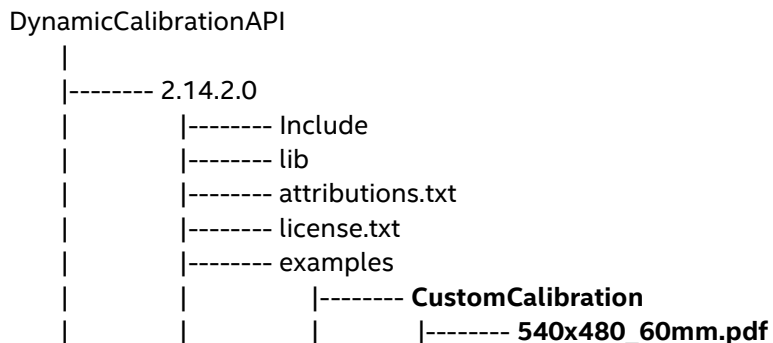 DynamicCalibrationAPI
|
|-------- 2.14.2.0
| |-------- Include
| |-------- lib
| |-------- attributions.txt
| |-------- license.txt
| |-------- examples
| | |-------- CustomCalibration
| | | |-------- 540x480_60mm.pdf